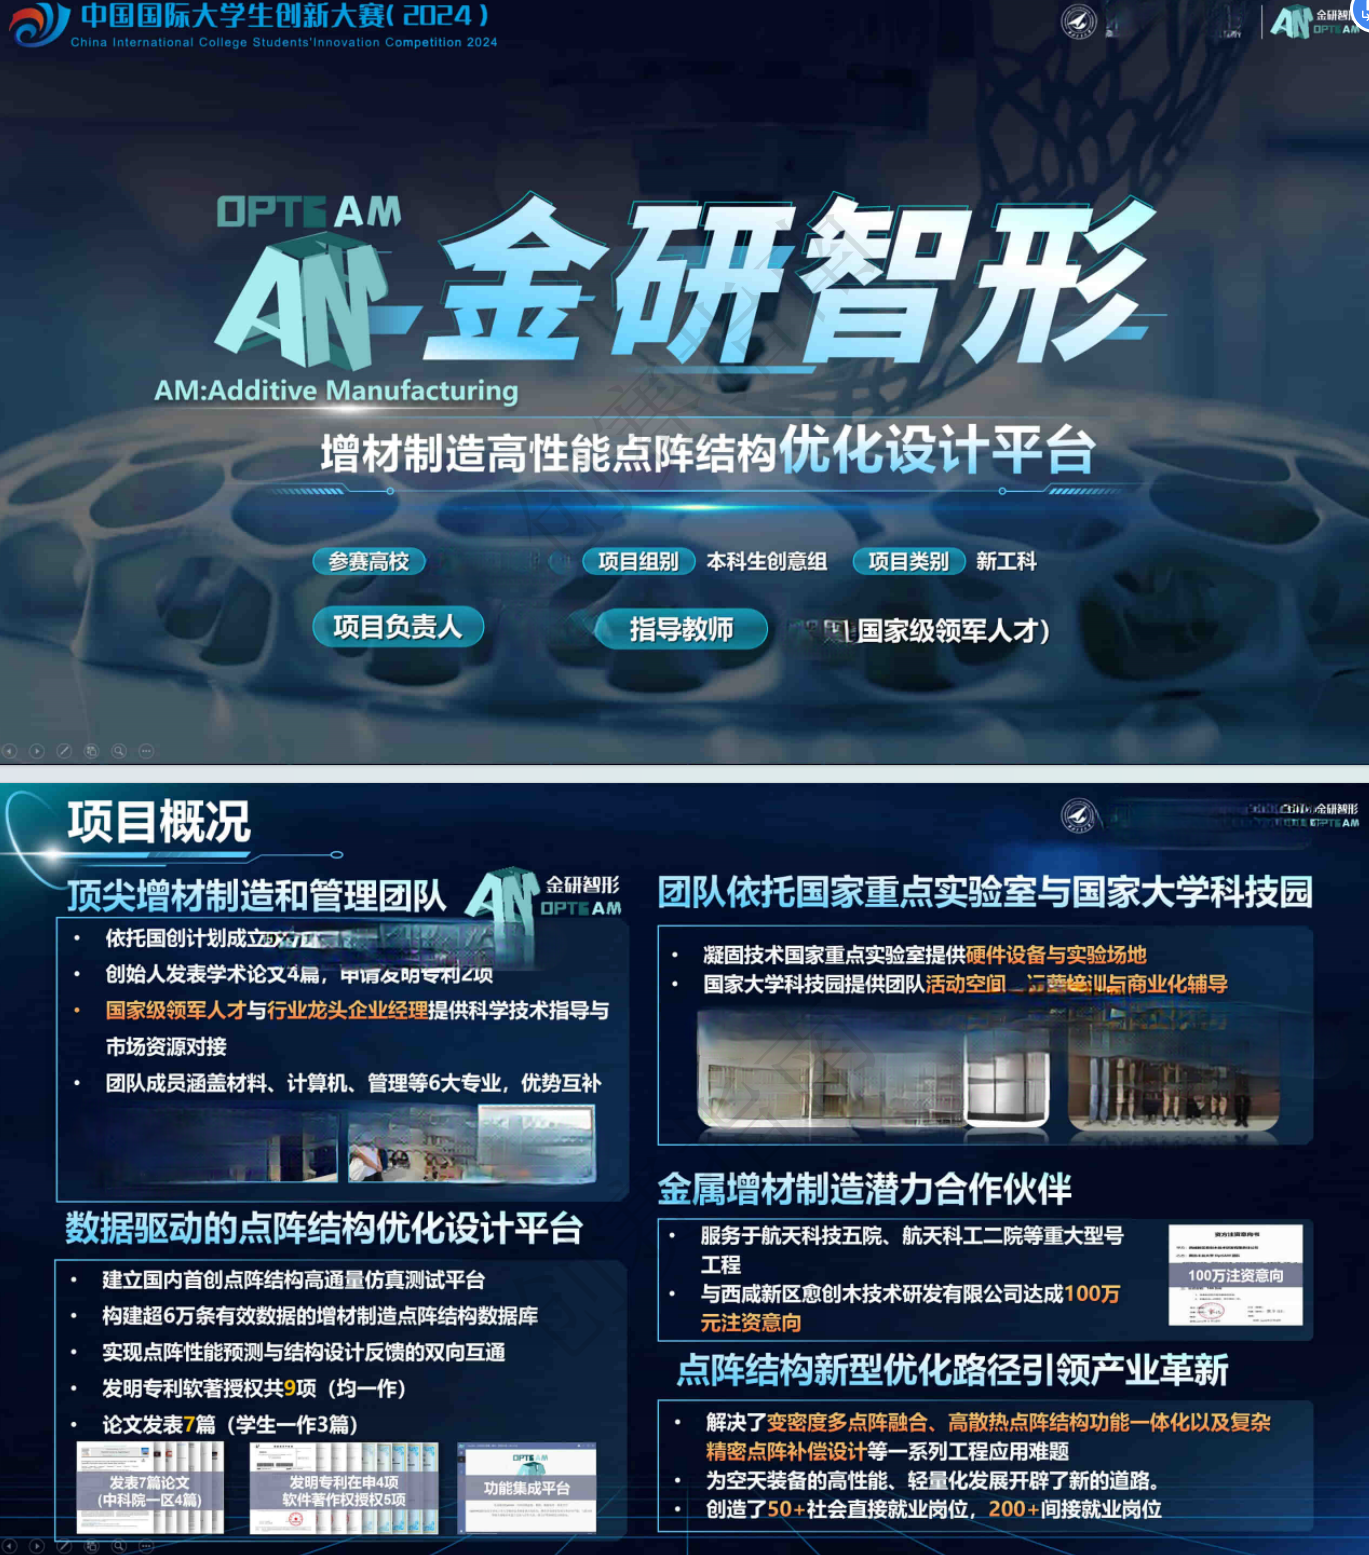 中国国际大学生创新大赛(2024)
China International College Students'Innovation Competition 2024
金研智形
OPTEAM
OPTEAM
金研智形
AM:Additive Manufacturing
增材制造高性能点阵结构优化设计平台
参赛高校
项目组别 本科生创意组
项目类别 新工科
项目负责人
指导教师
国家级领军人才)
项目概况
金研智形
OPTEAM
顶尖增材制造和管理团队
金研智形
OPTEAM
• 依托国创计划成立
• 创始人发表学术论文4篇，申请发明专利2项
• 国家级领军人才与行业龙头企业经理提供科学技术指导与
市场资源对接
• 团队成员涵盖材料、计算机、管理等6大专业，优势互补
数据驱动的点阵结构优化设计平台
• 建立国内首创点阵结构高通量仿真测试平台
• 构建超6万条有效数据的增材制造点阵结构数据库
• 实现点阵性能预测与结构设计反馈的双向互通
• 发明专利软著授权共9项（均一作）
• 论文发表7篇（学生一作3篇）
发表7篇论文
(中科院一区4篇)
发明专利在申4项
软件著作权授权5项
OPTEAM
功能集成平台
团队依托国家重点实验室与国家大学科技园
• 凝固技术国家重点实验室提供硬件设备与实验场地
• 国家大学科技园提供团队活动空间、运营培训与商业化辅导
金属增材制造潜力合作伙伴
• 服务于航天科技五院、航天科工二院等重大型号
工程
• 与西咸新区愈创木技术研发有限公司达成100万
元注资意向
100万注资意向
点阵结构新型优化路径引领产业革新
• 解决了变密度多点阵融合、高散热点阵结构功能一体化以及复杂
精密点阵补偿设计等一系列工程应用难题
• 为空天装备的高性能、轻量化发展开辟了新的道路。
• 创造了50+社会直接就业岗位，200+间接就业岗位